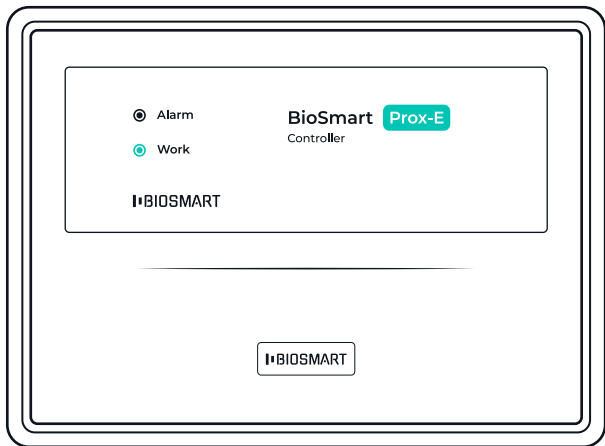 Alarm
BioSmart Prox-E
Controller
Work
BIOSMART
BIOSMART